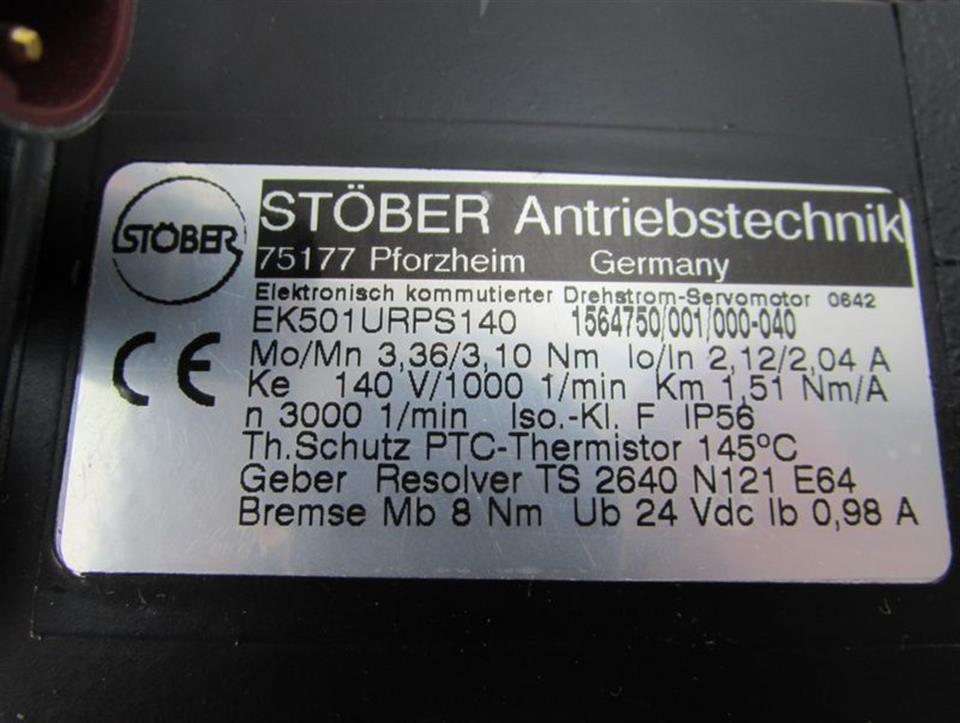 STÖBER
STÖBER Antriebstechnik
75177 Pforzheim Germany
Elektronisch kommutierter Drehstrom-Servomotor 0642
EK501URPS140 1564750/001/000-040
CE
Mo/Mn 3,36/3,10 Nm Io/In 2,12/2,04 A
Ke 140 V/1000 1/min Km 1,51 Nm/A
n 3000 1/min Iso.-Kl. F IP56
Th.Schutz PTC-Thermistor 145ºC
Geber Resolver TS 2640 N121 E64
Bremse Mb 8 Nm Ub 24 Vdc Ib 0,98 A